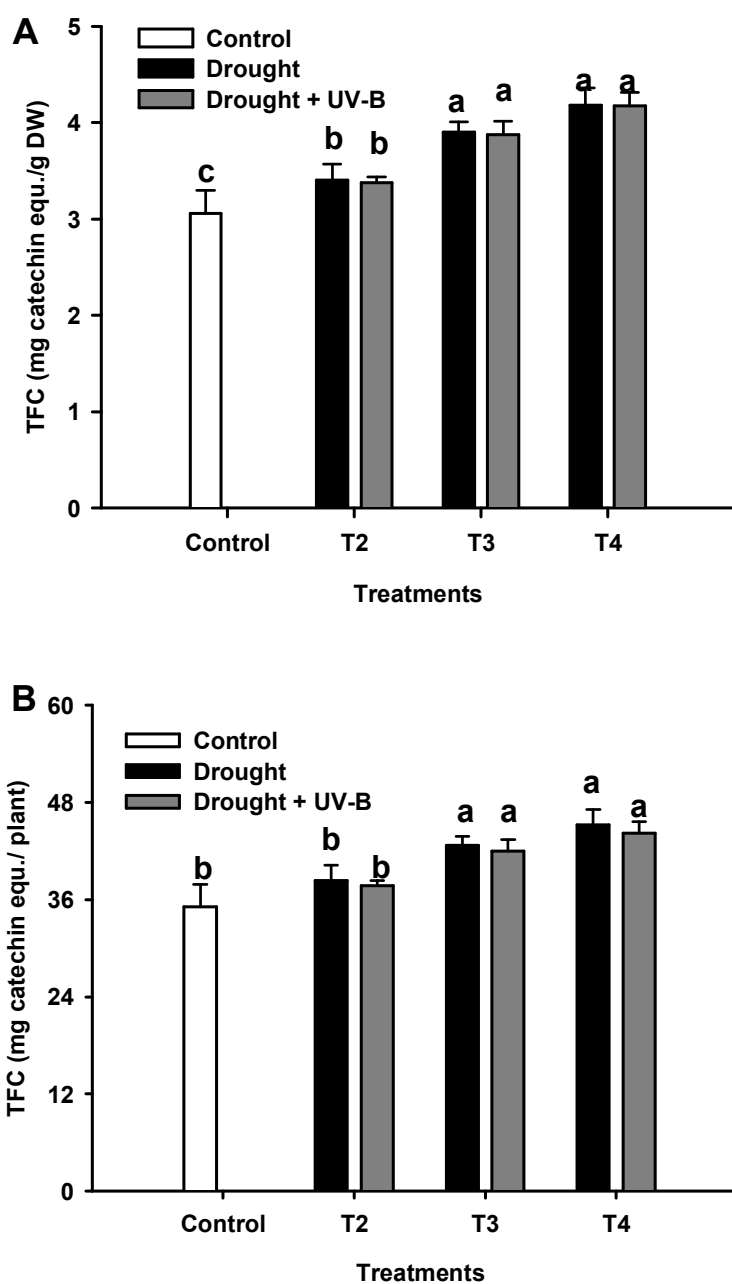 A
5
Control
Drought
Drought + UV-B
a a
a a
4
b b
c
3
2
1
0
TFC (mg catechin equ./g DW)
Control T2 T3 T4
Treatments
B
60
Control
Drought
Drought + UV-B
48
a a
a a
b b
b
36
24
12
0
TFC (mg catechin equ./ plant)
Control T2 T3 T4
Treatments